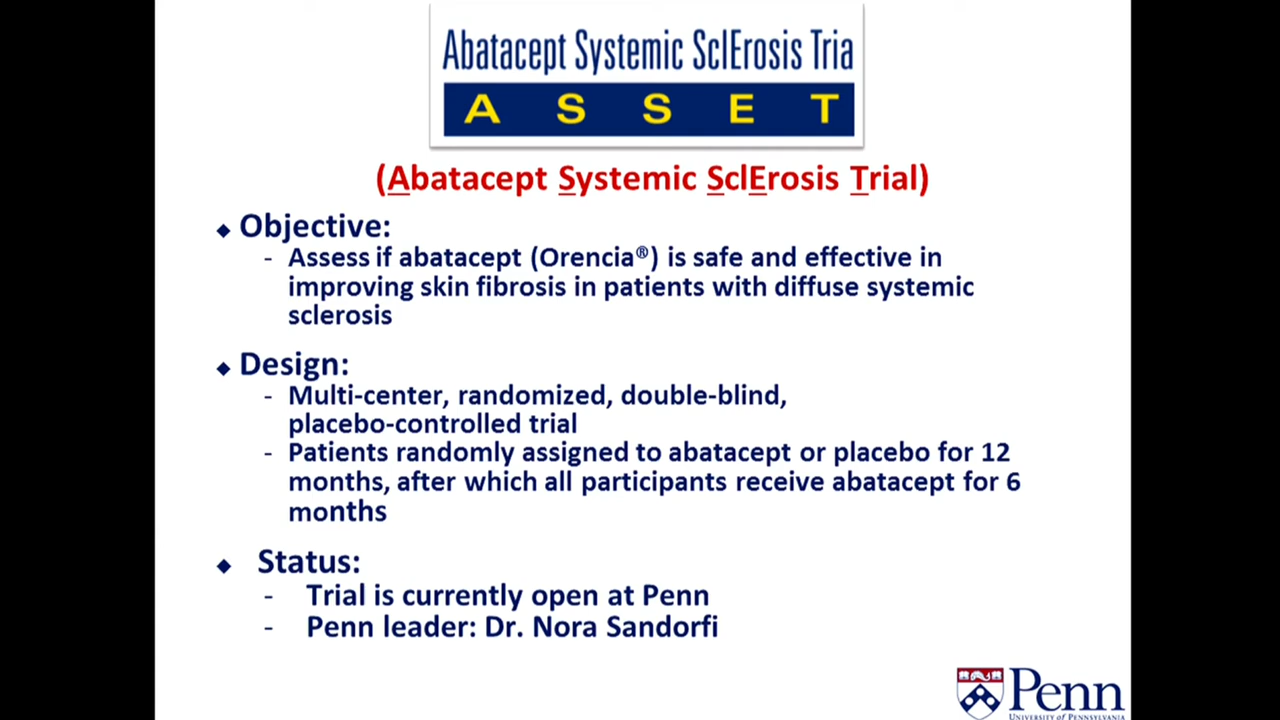 Abatacept Systemic SclErosis Tria
A S S E T
(Abatacept Systemic SclErosis Trial)
◆ Objective:
- Assess if abatacept (Orencia®) is safe and effective in
improving skin fibrosis in patients with diffuse systemic
sclerosis
◆ Design:
- Multi-center, randomized, double-blind,
placebo-controlled trial
- Patients randomly assigned to abatacept or placebo for 12
months, after which all participants receive abatacept for 6
months
◆ Status:
- Trial is currently open at Penn
- Penn leader: Dr. Nora Sandorfi
Penn
UNIVERSITY of PENNSYLVANIA